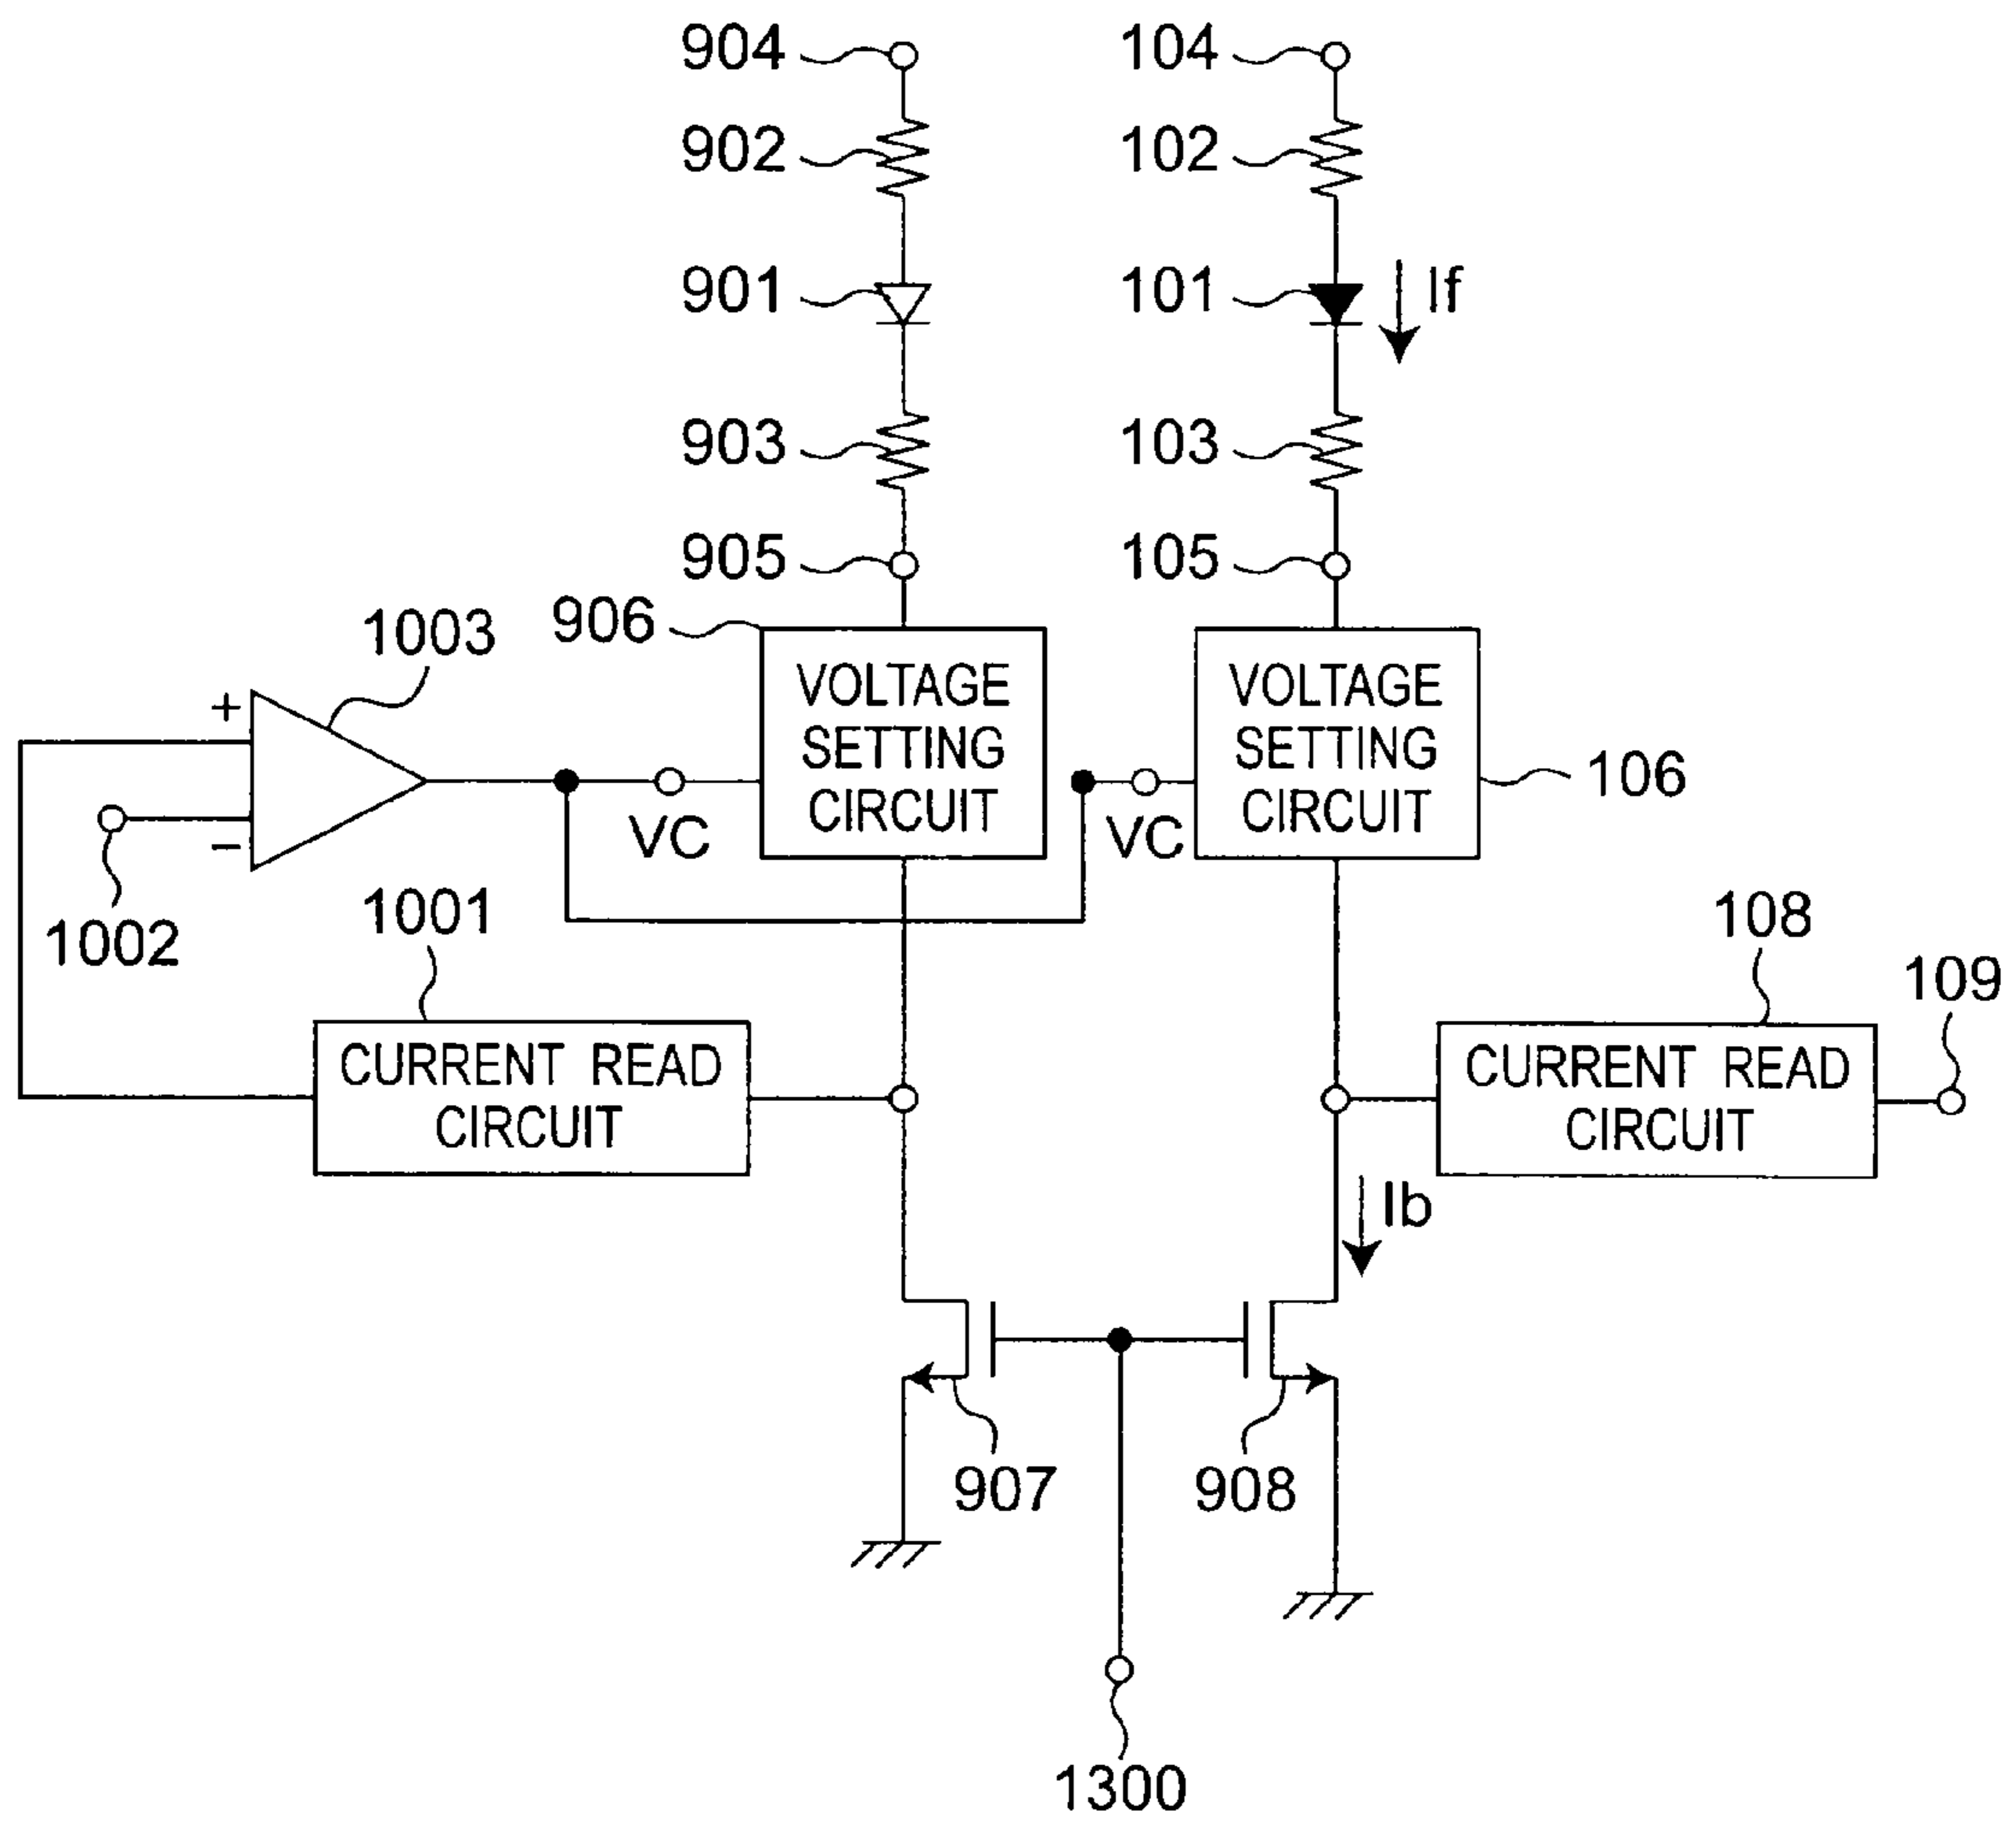 904
104
902
102
901
101
If
903
103
905
105
906
1003
VOLTAGE
SETTING
CIRCUIT
VOLTAGE
SETTING
CIRCUIT
+
−
106
VC
VC
1002
1001
108
109
CURRENT READ
CIRCUIT
CURRENT READ
CIRCUIT
Ib
907
908
1300